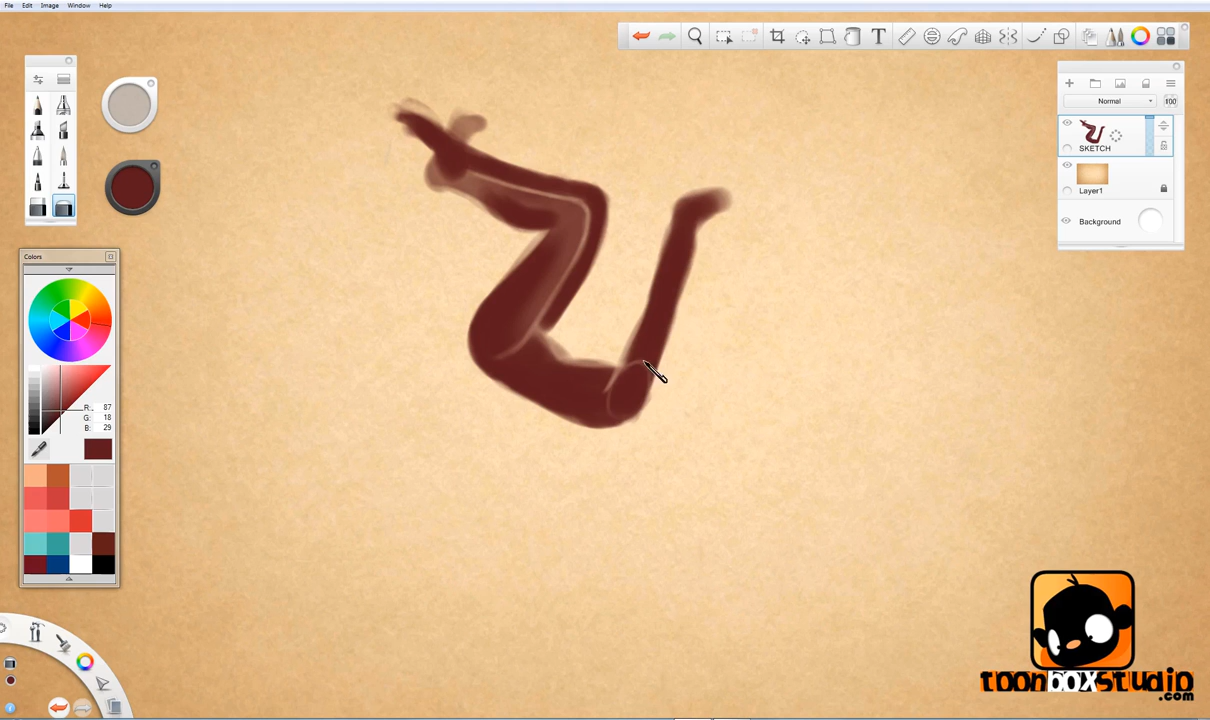 File Edit Image Window Help
T
Normal
100
SKETCH
Layer1
Background
Colors
R: 87
G: 18
B: 29
toonboxstudio
.com